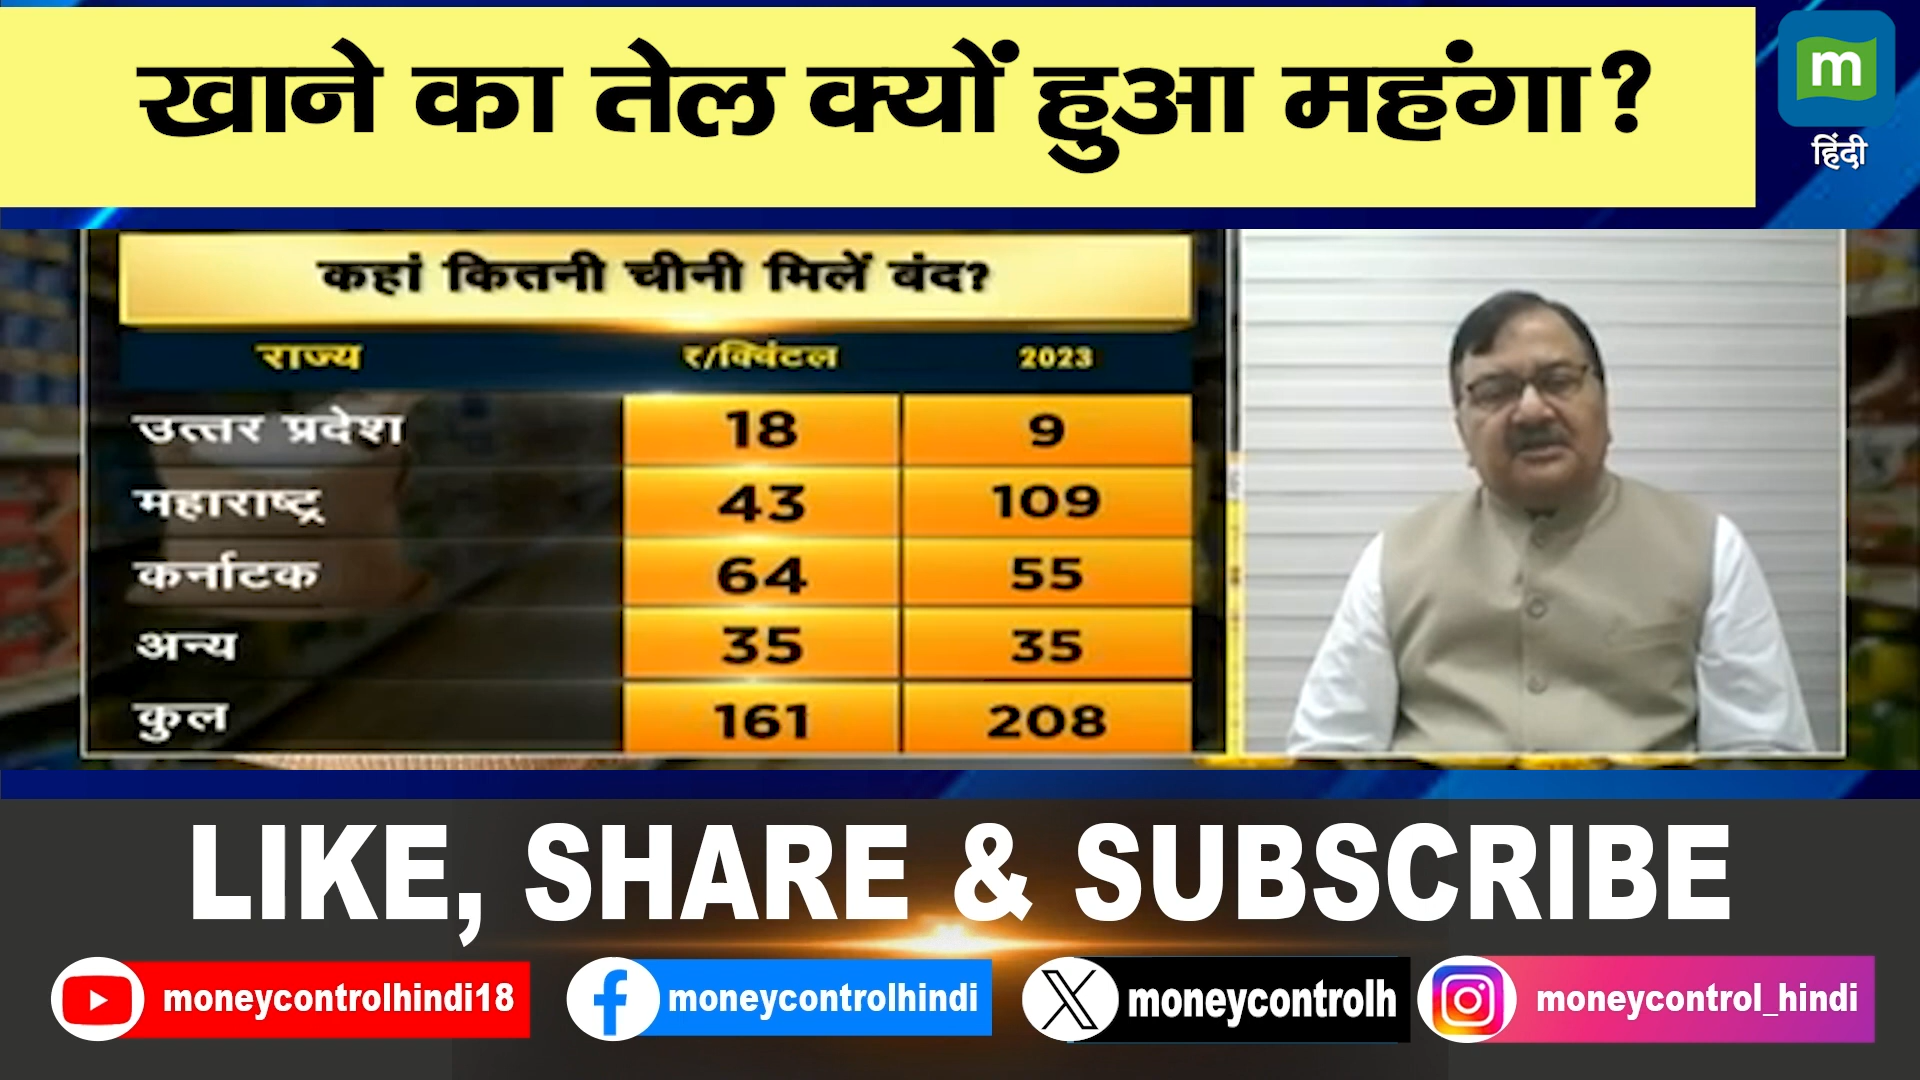 खाने का तेल क्यों हुआ महंगा?
m
हिंदी
कहां कितनी चीनी मिलें बंद?
राज्य र/क्विंटल 2023
उत्तर प्रदेश 18 9
महाराष्ट्र 43 109
कर्नाटक 64 55
अन्य 35 35
कुल 161 208
LIKE, SHARE & SUBSCRIBE
moneycontrolhindi18 moneycontrolhindi moneycontrolh moneycontrol_hindi